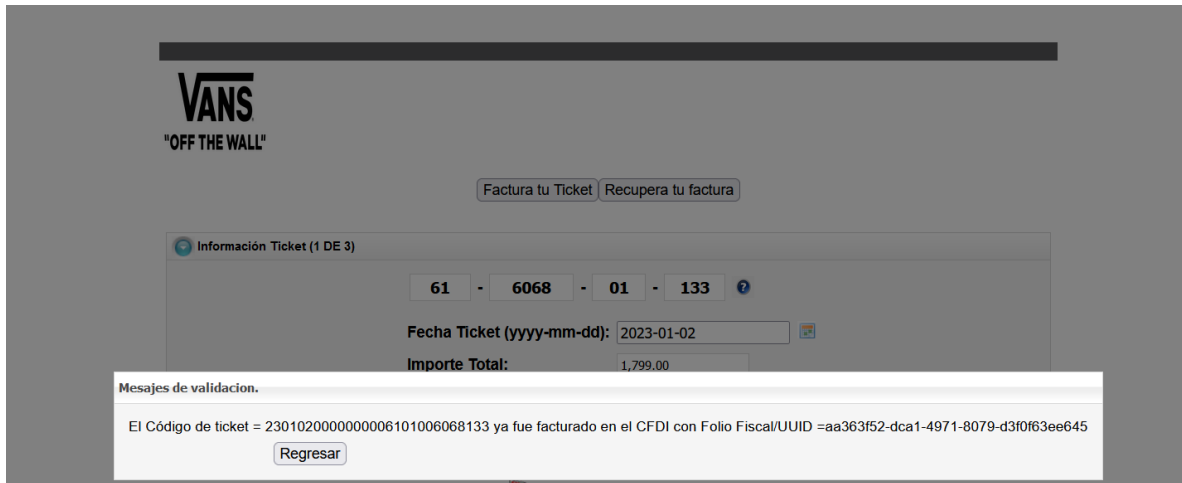 VANS
"OFF THE WALL"
Factura tu Ticket Recupera tu factura
Información Ticket (1 DE 3)
61 - 6068 - 01 - 133
Fecha Ticket (yyyy-mm-dd): 2023-01-02
Importe Total: 1,799.00
Mesajes de validacion.
El Código de ticket = 2301020000000006101006068133 ya fue facturado en el CFDI con Folio Fiscal/UUID =aa363f52-dca1-4971-8079-d3f0f63ee645
Regresar